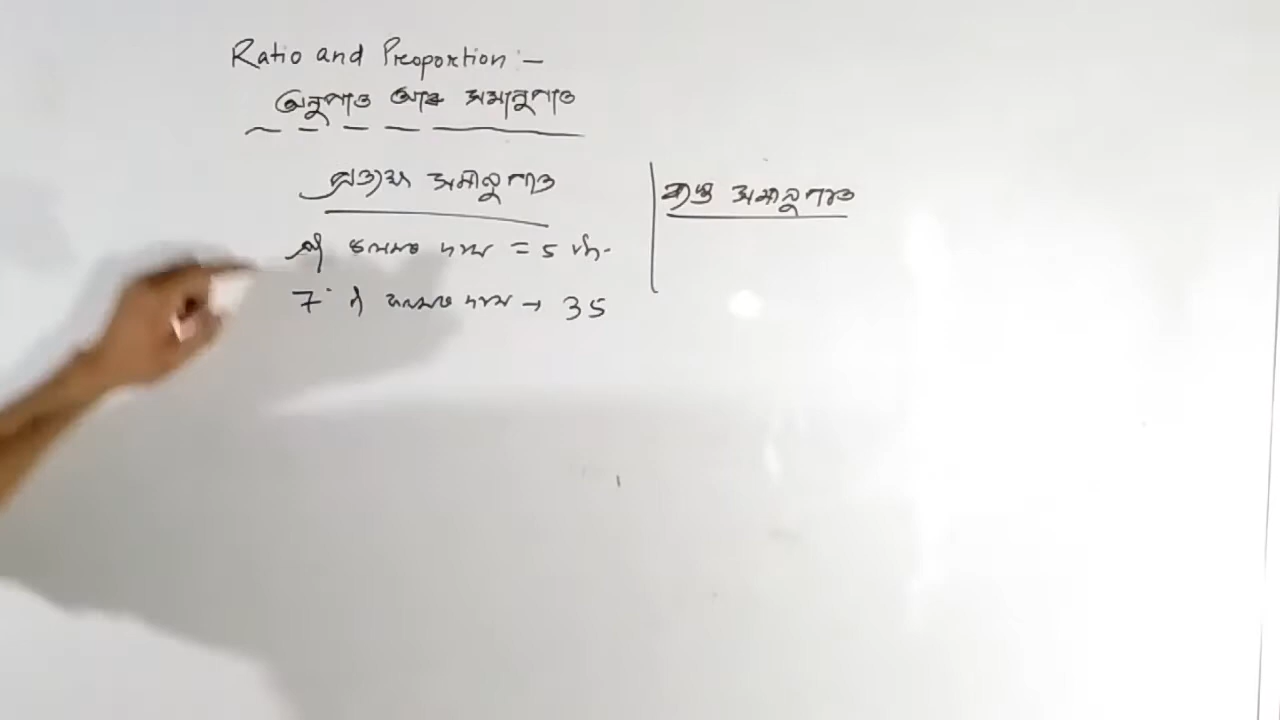 Ratio and Proportion :-
অনুপাত আৰু সমানুপাত
প্ৰত্যক্ষ সমানুপাত
ব্যস্ত সমানুপাত
কলমৰ দাম = 5
7 টা কলমৰ দাম → 35